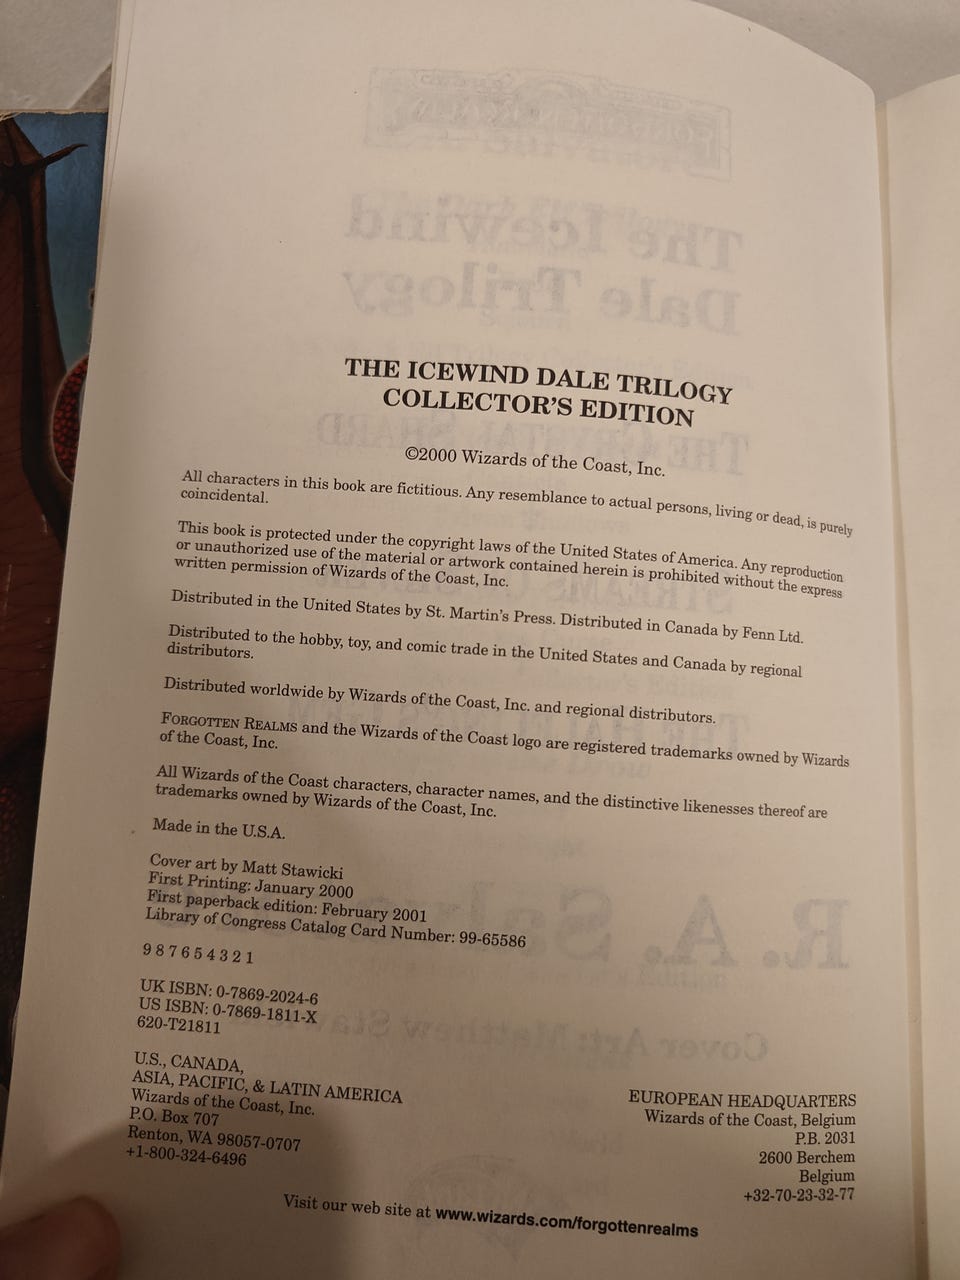 THE ICEWIND DALE TRILOGY
COLLECTOR'S EDITION
©2000 Wizards of the Coast, Inc.
All characters in this book are fictitious. Any resemblance to actual persons, living or dead, is purely
coincidental.
This book is protected under the copyright laws of the United States of America. Any reproduction
or unauthorized use of the material or artwork contained herein is prohibited without the express
written permission of Wizards of the Coast, Inc.
Distributed in the United States by St. Martin's Press. Distributed in Canada by Fenn Ltd.
Distributed to the hobby, toy, and comic trade in the United States and Canada by regional
distributors.
Distributed worldwide by Wizards of the Coast, Inc. and regional distributors.
FORGOTTEN REALMS and the Wizards of the Coast logo are registered trademarks owned by Wizards
of the Coast, Inc.
All Wizards of the Coast characters, character names, and the distinctive likenesses thereof are
trademarks owned by Wizards of the Coast, Inc.
Made in the U.S.A.
Cover art by Matt Stawicki
First Printing: January 2000
First paperback edition: February 2001
Library of Congress Catalog Card Number: 99-65586
9 8 7 6 5 4 3 2 1
UK ISBN: 0-7869-2024-6
US ISBN: 0-7869-1811-X
620-T21811
U.S., CANADA,
ASIA, PACIFIC, & LATIN AMERICA
Wizards of the Coast, Inc.
P.O. Box 707
Renton, WA 98057-0707
+1-800-324-6496
EUROPEAN HEADQUARTERS
Wizards of the Coast, Belgium
P.B. 2031
2600 Berchem
Belgium
+32-70-23-32-77
Visit our web site at www.wizards.com/forgottenrealms